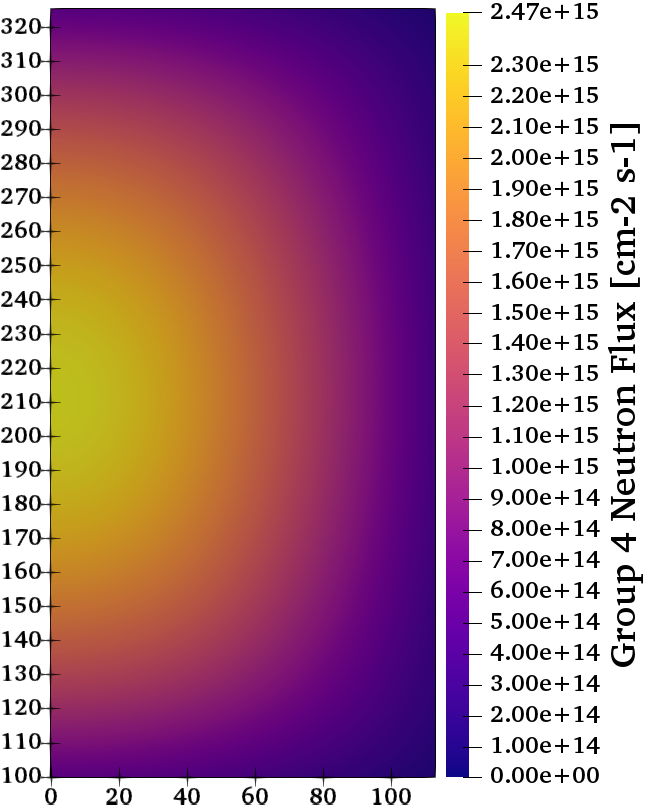 320
310
300
290
280
270
260
250
240
230
220
210
200
190
180
170
160
150
140
130
120
110
100
0 20 40 60 80 100
2.47e+15
2.30e+15
2.20e+15
2.10e+15
2.00e+15
1.90e+15
1.80e+15
1.70e+15
1.60e+15
1.50e+15
1.40e+15
1.30e+15
1.20e+15
1.10e+15
1.00e+15
9.00e+14
8.00e+14
7.00e+14
6.00e+14
5.00e+14
4.00e+14
3.00e+14
2.00e+14
1.00e+14
0.00e+00
Group 4 Neutron Flux [cm-2 s-1]